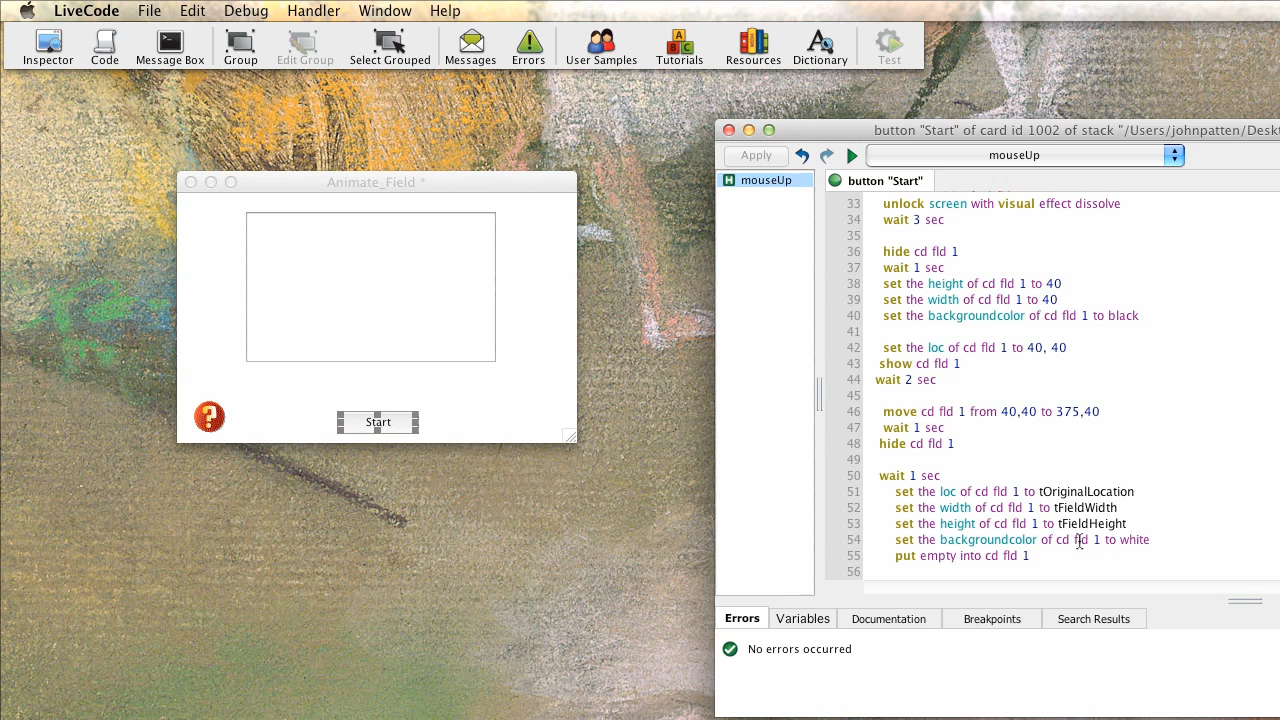 LiveCode File Edit Debug Handler Window Help
Inspector Code Message Box Group Edit Group Select Grouped Messages Errors User Samples Tutorials Resources Dictionary Test
button "Start" of card id 1002 of stack "/Users/johnpatten/Desk
Apply mouseUp
mouseUp
button "Start"
33 unlock screen with visual effect dissolve
34 wait 3 sec
35
36 hide cd fld 1
37 wait 1 sec
38 set the height of cd fld 1 to 40
39 set the width of cd fld 1 to 40
40 set the backgroundcolor of cd fld 1 to black
41
42 set the loc of cd fld 1 to 40, 40
43 show cd fld 1
44 wait 2 sec
45
46 move cd fld 1 from 40,40 to 375,40
47 wait 1 sec
48 hide cd fld 1
49
50 wait 1 sec
51 set the loc of cd fld 1 to tOriginalLocation
52 set the width of cd fld 1 to tFieldWidth
53 set the height of cd fld 1 to tFieldHeight
54 set the backgroundcolor of cd fld 1 to white
55 put empty into cd fld 1
56
Errors Variables Documentation Breakpoints Search Results
No errors occurred
Animate_Field *
?
Start